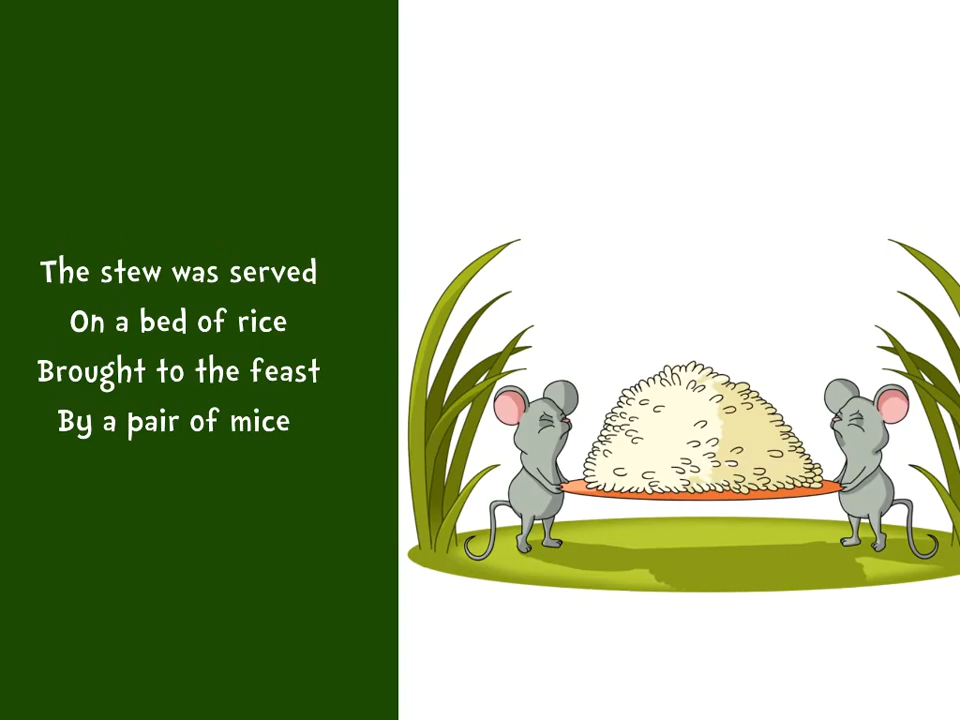 The stew was served
On a bed of rice
Brought to the feast
By a pair of mice